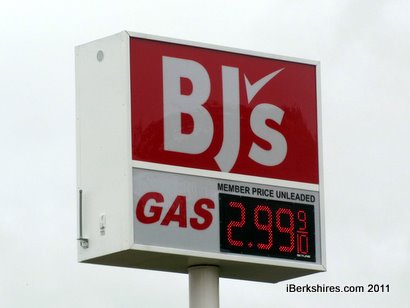 BJ's
MEMBER PRICE UNLEADED
GAS 2.99 9/10
iBerkshires.com 2011